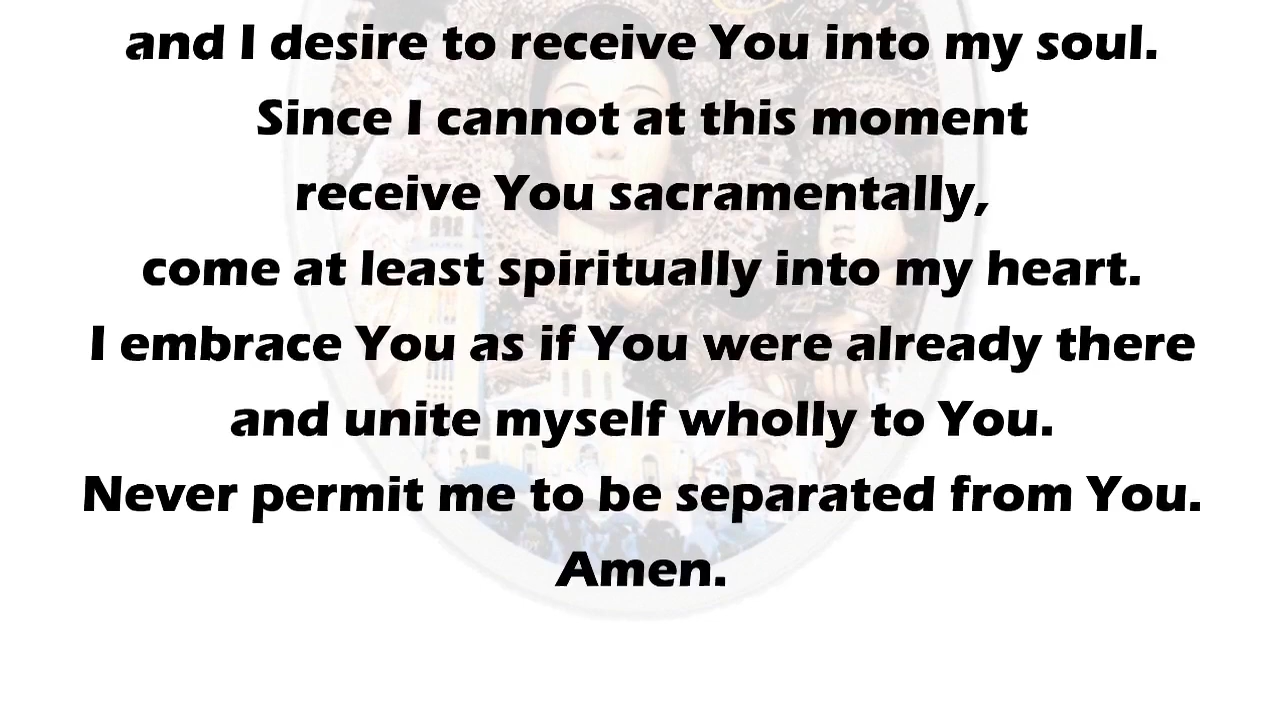 and I desire to receive You into my soul.
Since I cannot at this moment
receive You sacramentally,
come at least spiritually into my heart.
I embrace You as if You were already there
and unite myself wholly to You.
Never permit me to be separated from You.
Amen.